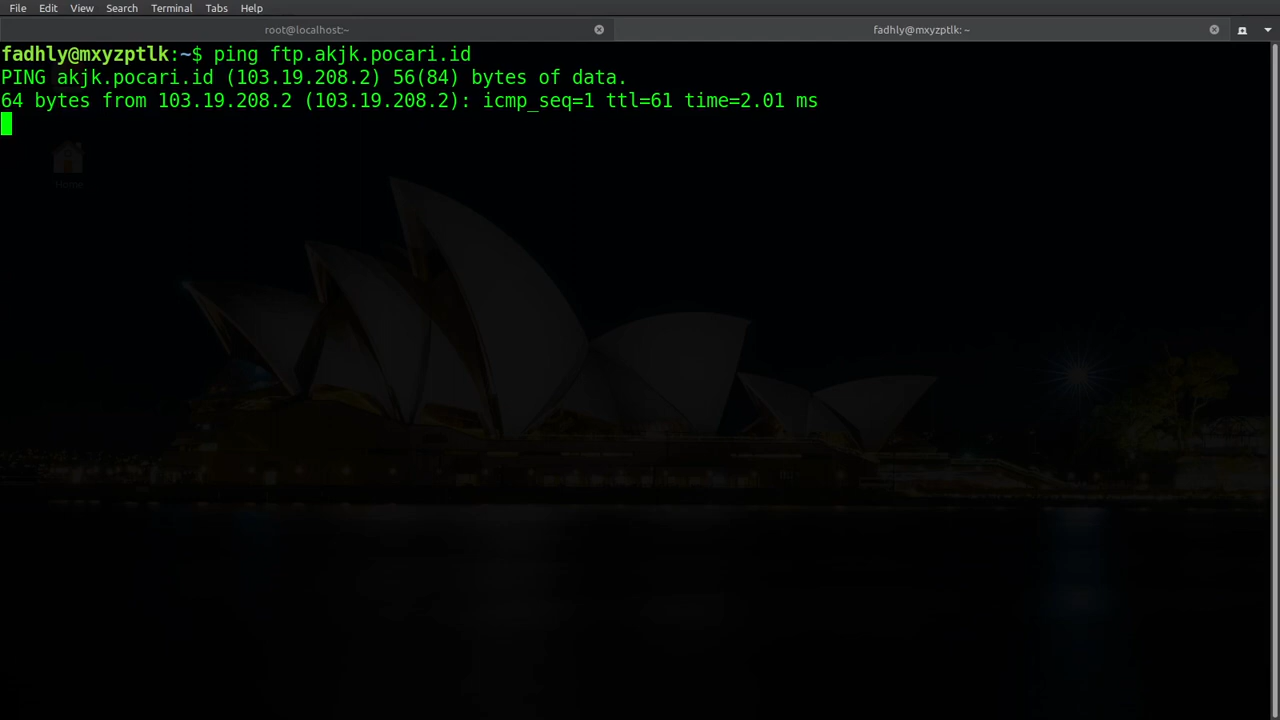 File Edit View Search Terminal Tabs Help
root@localhost:~ fadhly@mxyzptlk: ~
fadhly@mxyzptlk:~$ ping ftp.akjk.pocari.id
PING akjk.pocari.id (103.19.208.2) 56(84) bytes of data.
64 bytes from 103.19.208.2 (103.19.208.2): icmp_seq=1 ttl=61 time=2.01 ms
Home